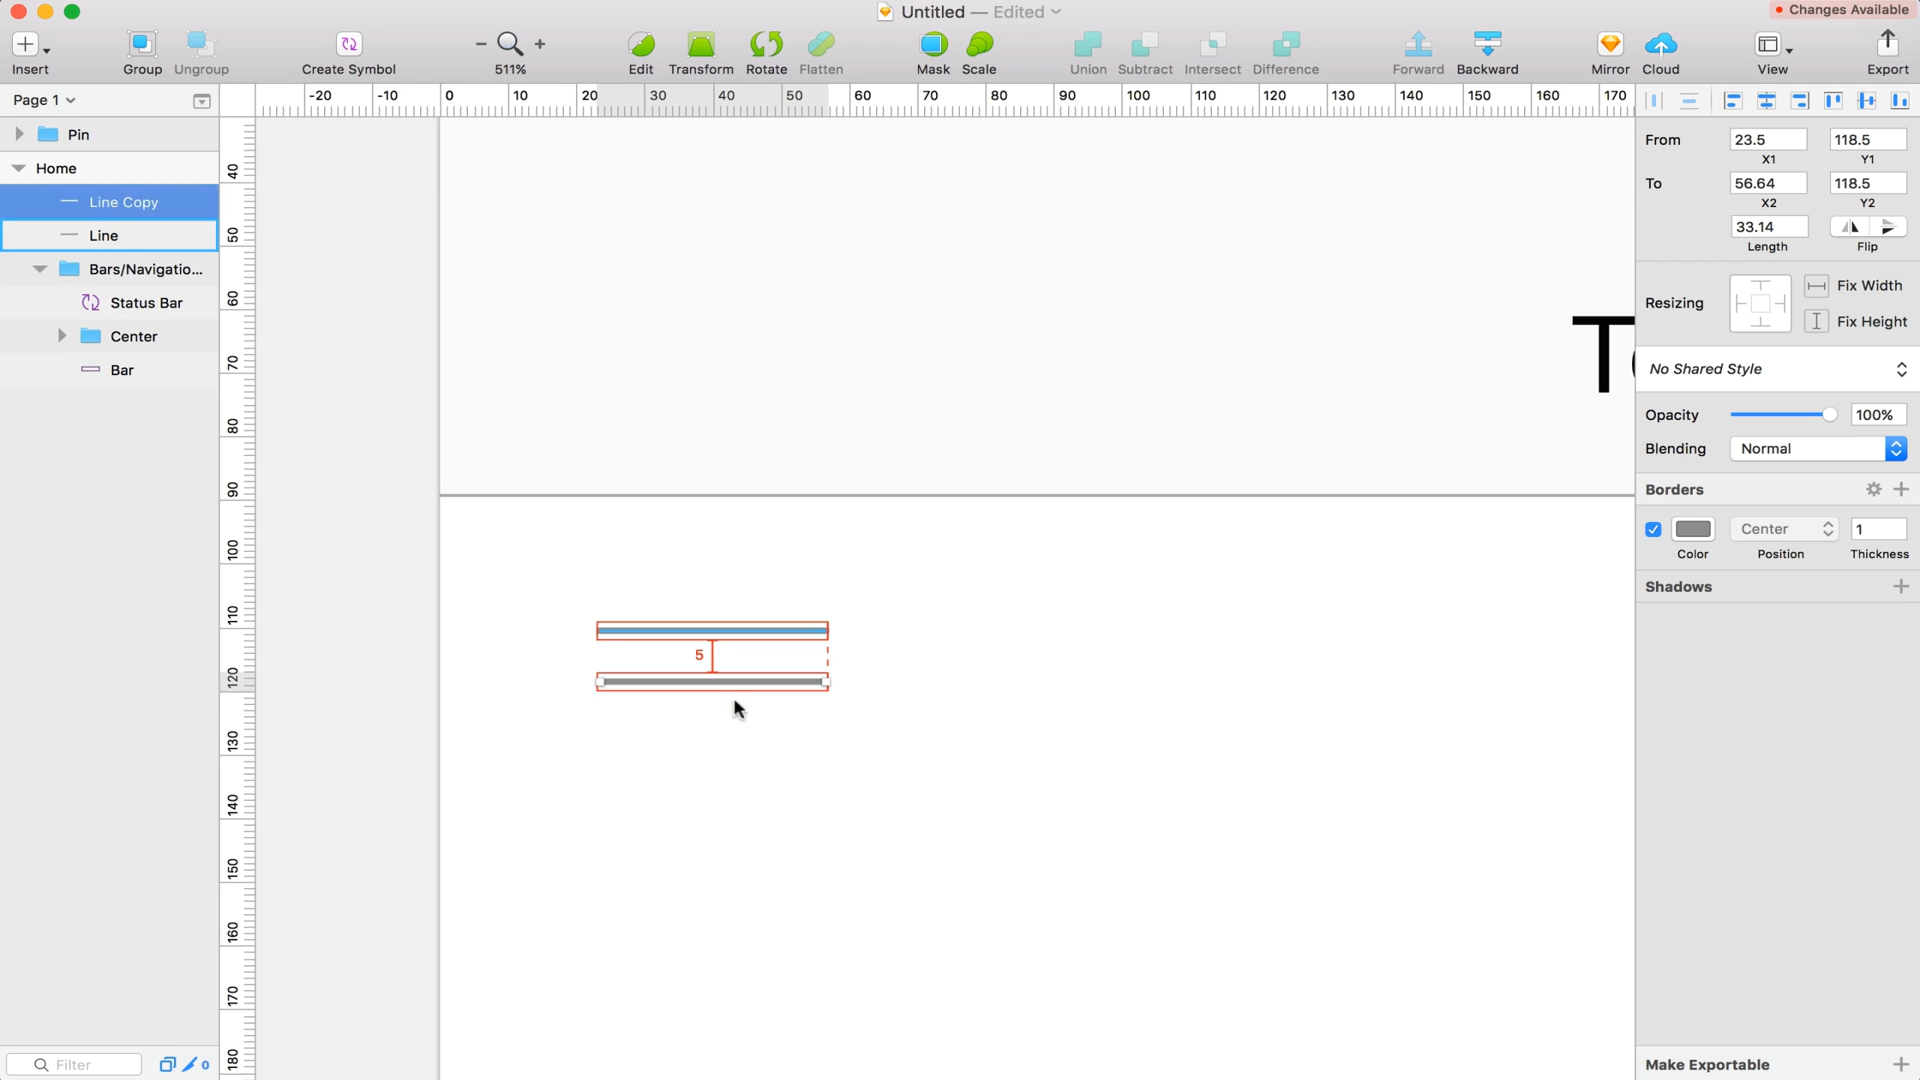 Untitled — Edited
Changes Available
Insert
Group
Ungroup
Create Symbol
511%
Edit
Transform
Rotate
Flatten
Mask
Scale
Union
Subtract
Intersect
Difference
Forward
Backward
Mirror
Cloud
View
Export
Page 1
-20 -10 0 10 20 30 40 50 60 70 80 90 100 110 120 130 140 150 160 170
Pin
Home
Line Copy
Line
Bars/Navigatio...
Status Bar
Center
Bar
Filter
0
40
50
60
70
80
90
100
110
120
130
140
150
160
170
180
5
From
23.5
118.5
X1
Y1
To
56.64
118.5
X2
Y2
33.14
Length
Flip
Resizing
Fix Width
Fix Height
No Shared Style
Opacity
100%
Blending
Normal
Borders
Center
1
Color
Position
Thickness
Shadows
Make Exportable